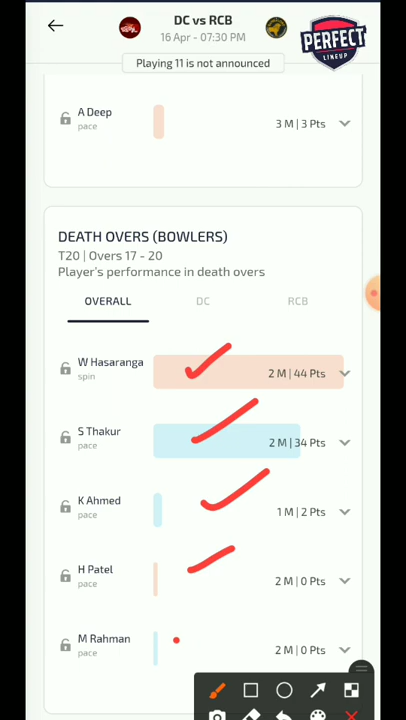 DC vs RCB
16 Apr - 07:30 PM
PERFECT
LINEUP
Playing 11 is not announced
A Deep
pace
3 M | 3 Pts
DEATH OVERS (BOWLERS)
T20 | Overs 17 - 20
Player's performance in death overs
OVERALL DC RCB
W Hasaranga
spin
2 M | 44 Pts
S Thakur
pace
2 M | 34 Pts
K Ahmed
pace
1 M | 2 Pts
H Patel
pace
2 M | 0 Pts
M Rahman
pace
2 M | 0 Pts